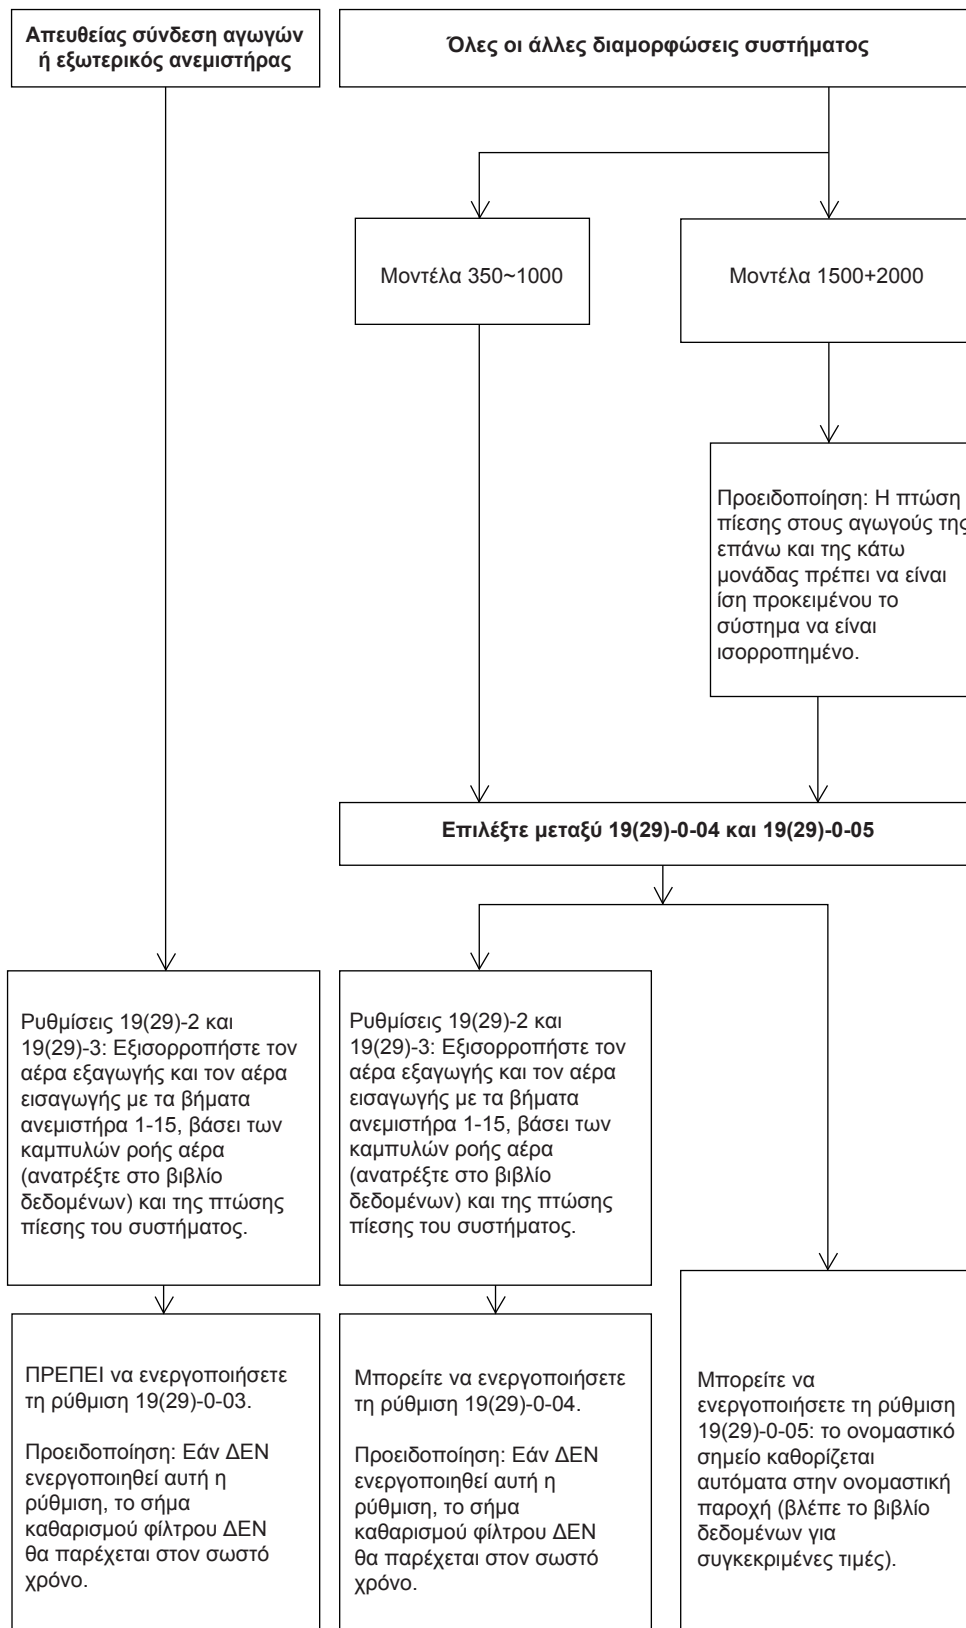 Απευθείας σύνδεση αγωγών
ή εξωτερικός ανεμιστήρας
Όλες οι άλλες διαμορφώσεις συστήματος
Μοντέλα 350~1000
Μοντέλα 1500+2000
Προειδοποίηση: Η πτώση
πίεσης στους αγωγούς της
επάνω και της κάτω
μονάδας πρέπει να είναι
ίση προκειμένου το
σύστημα να είναι
ισορροπημένο.
Επιλέξτε μεταξύ 19(29)-0-04 και 19(29)-0-05
Ρυθμίσεις 19(29)-2 και
19(29)-3: Εξισορροπήστε τον
αέρα εξαγωγής και τον αέρα
εισαγωγής με τα βήματα
ανεμιστήρα 1-15, βάσει των
καμπυλών ροής αέρα
(ανατρέξτε στο βιβλίο
δεδομένων) και της πτώσης
πίεσης του συστήματος.
Ρυθμίσεις 19(29)-2 και
19(29)-3: Εξισορροπήστε τον
αέρα εξαγωγής και τον αέρα
εισαγωγής με τα βήματα
ανεμιστήρα 1-15, βάσει των
καμπυλών ροής αέρα
(ανατρέξτε στο βιβλίο
δεδομένων) και της πτώσης
πίεσης του συστήματος.
ΠΡΕΠΕΙ να ενεργοποιήσετε
τη ρύθμιση 19(29)-0-03.
Προειδοποίηση: Εάν ΔΕΝ
ενεργοποιηθεί αυτή η
ρύθμιση, το σήμα
καθαρισμού φίλτρου ΔΕΝ
θα παρέχεται στον σωστό
χρόνο.
Μπορείτε να ενεργοποιήσετε
τη ρύθμιση 19(29)-0-04.
Προειδοποίηση: Εάν ΔΕΝ
ενεργοποιηθεί αυτή η
ρύθμιση, το σήμα
καθαρισμού φίλτρου ΔΕΝ
θα παρέχεται στον σωστό
χρόνο.
Μπορείτε να
ενεργοποιήσετε τη ρύθμιση
19(29)-0-05: το ονομαστικό
σημείο καθορίζεται
αυτόματα στην ονομαστική
παροχή (βλέπε το βιβλίο
δεδομένων για
συγκεκριμένες τιμές).